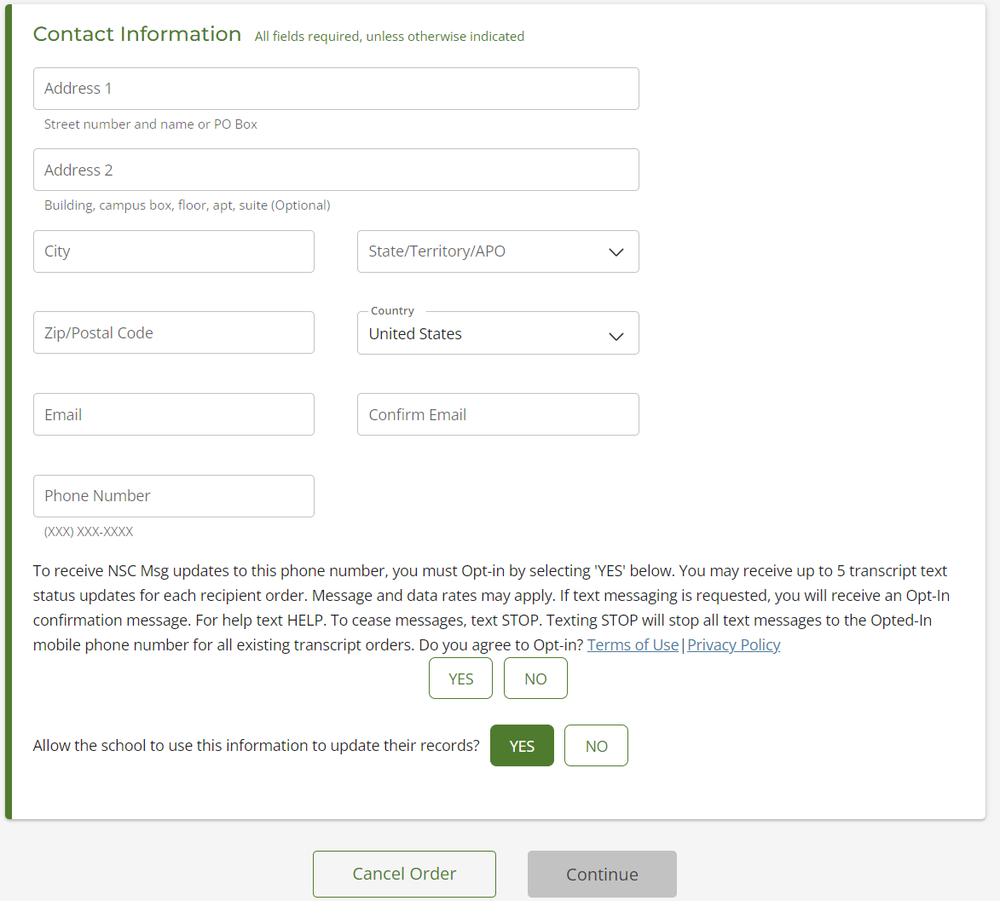 Contact Information All fields required, unless otherwise indicated
Address 1
Street number and name or PO Box
Address 2
Building, campus box, floor, apt, suite (Optional)
City
State/Territory/APO
Zip/Postal Code
Country
United States
Email
Confirm Email
Phone Number
(XXX) XXX-XXXX
To receive NSC Msg updates to this phone number, you must Opt-in by selecting 'YES' below. You may receive up to 5 transcript text
status updates for each recipient order. Message and data rates may apply. If text messaging is requested, you will receive an Opt-In
confirmation message. For help text HELP. To cease messages, text STOP. Texting STOP will stop all text messages to the Opted-In
mobile phone number for all existing transcript orders. Do you agree to Opt-in? Terms of Use|Privacy Policy
YES NO
Allow the school to use this information to update their records? YES NO
Cancel Order Continue